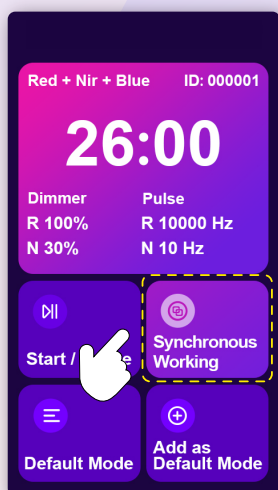 Red + Nir + Blue ID: 000001
26:00
Dimmer Pulse
R 100% R 10000 Hz
N 30% N 10 Hz
Start /
Synchronous
Working
Default Mode
Add as
Default Mode